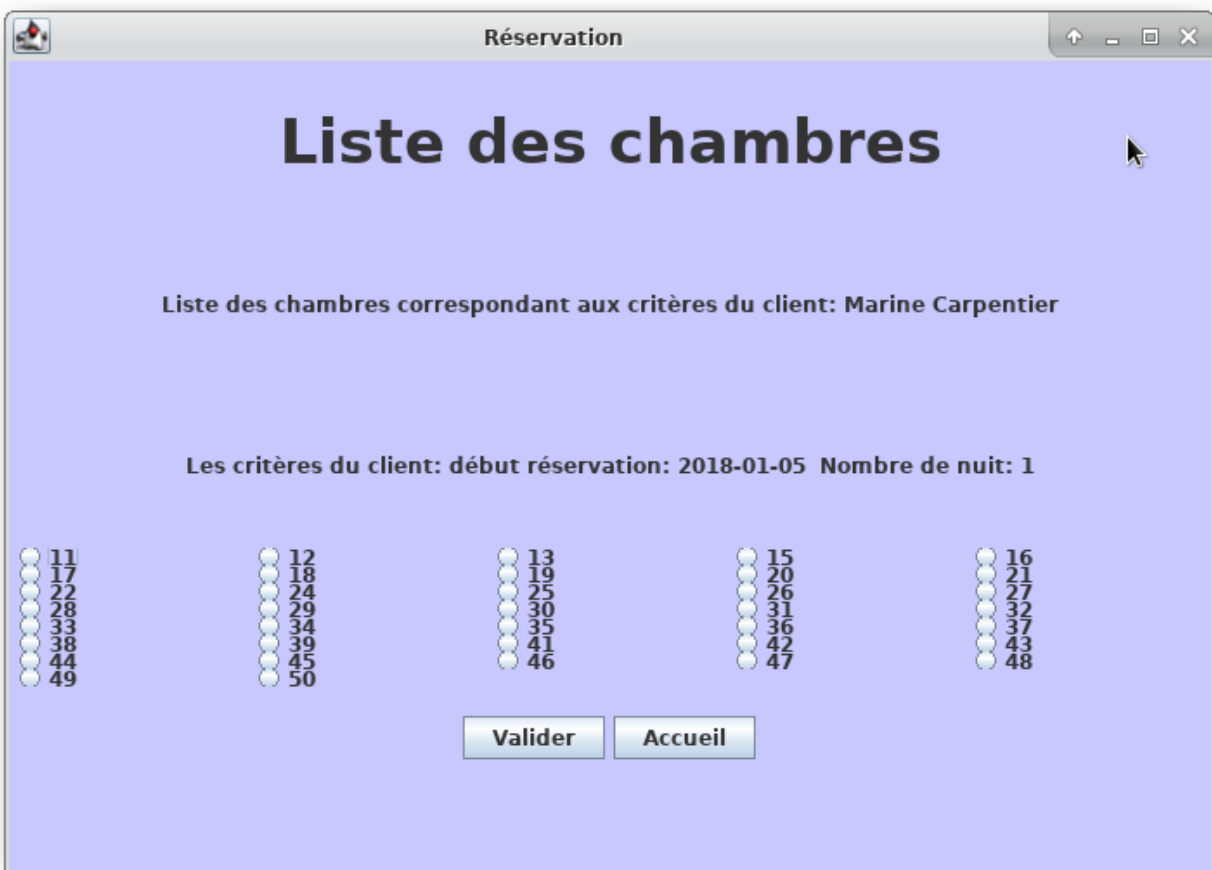 Réservation
Liste des chambres
Liste des chambres correspondant aux critères du client: Marine Carpentier
Les critères du client: début réservation: 2018-01-05  Nombre de nuit: 1
11 12 13 15 16
17 18 19 20 21
22 24 25 26 27
28 29 30 31 32
33 34 35 36 37
38 39 41 42 43
44 45 46 47 48
49 50
Valider Accueil